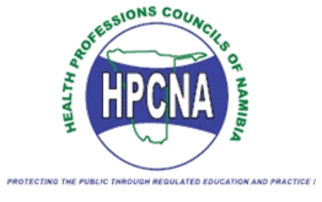 HEALTH PROFESSIONS COUNCILS OF NAMIBIA
HPCNA
PROTECTING THE PUBLIC THROUGH REGULATED EDUCATION AND PRACTICE !